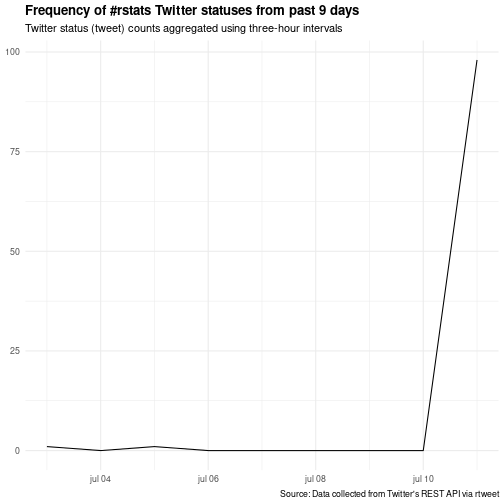 Frequency of #rstats Twitter statuses from past 9 days
Twitter status (tweet) counts aggregated using three-hour intervals
100
75
50
25
0
jul 04 jul 06 jul 08 jul 10
Source: Data collected from Twitter's REST API via rtweet